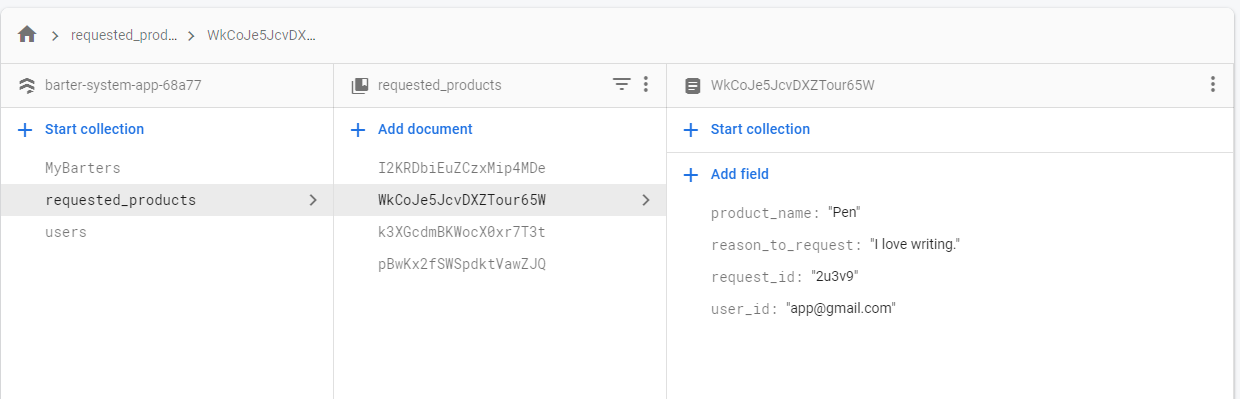 requested_prod... WkCoJe5JcvDX...
barter-system-app-68a77
Start collection
MyBarters
requested_products
users
requested_products
Add document
I2KRDbiEuZCzxMip4MDe
WkCoJe5JcvDXZTour65W
k3XGcdmBKWocX0xr7T3t
pBwKx2fSWSpdktVawZJQ
WkCoJe5JcvDXZTour65W
Start collection
Add field
product_name: "Pen"
reason_to_request: "I love writing."
request_id: "2u3v9"
user_id: "app@gmail.com"